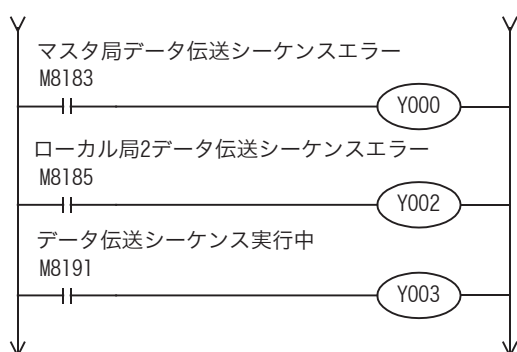 マスタ局データ伝送シーケンスエラー
M8183
Y000
ローカル局2データ伝送シーケンスエラー
M8185
Y002
データ伝送シーケンス実行中
M8191
Y003